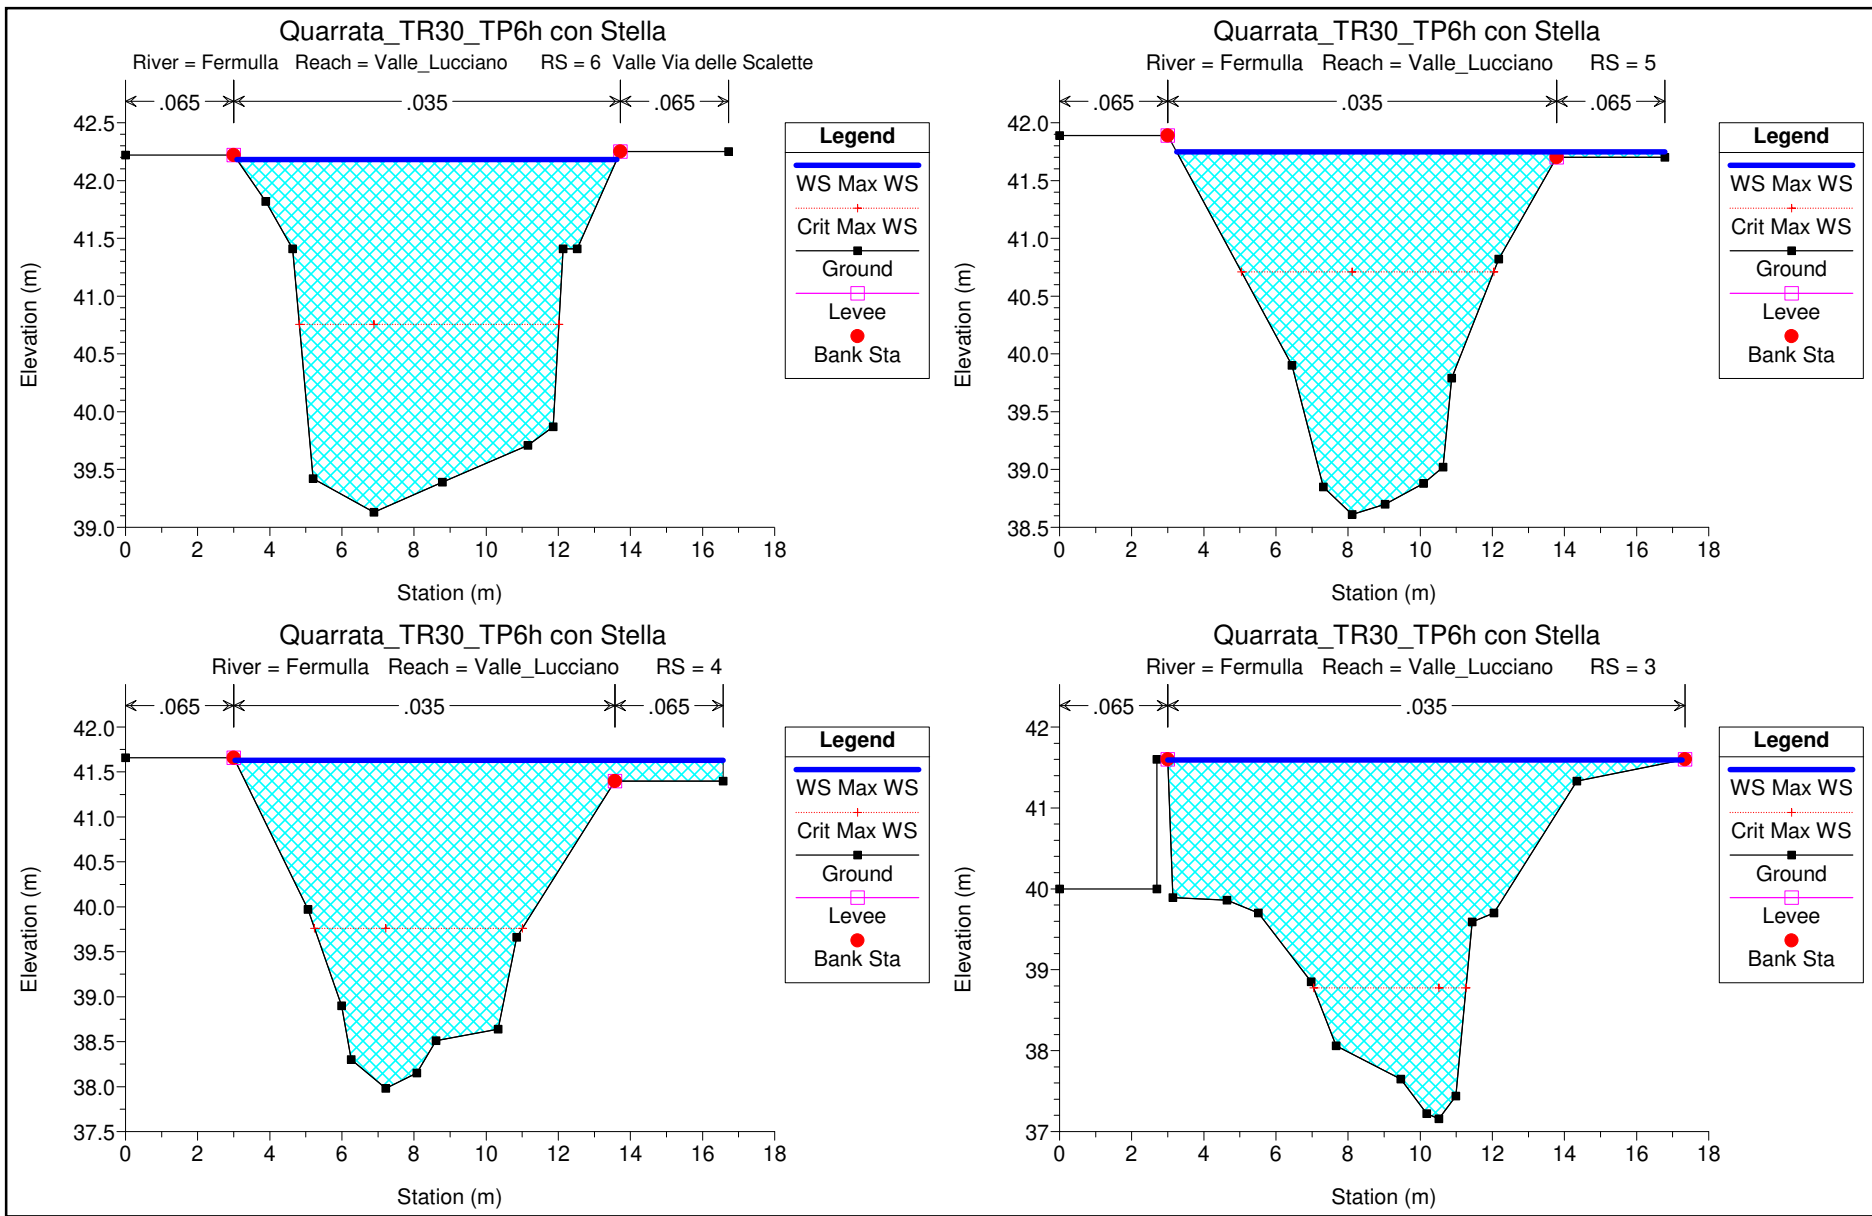 Quarrata_TR30_TP6h con Stella
River = Fermulla Reach = Valle_Lucciano RS = 6 Valle Via delle Scalette
.065 .035 .065
42.5
42.0
41.5
41.0
40.5
40.0
39.5
39.0
Elevation (m)
0 2 4 6 8 10 12 14 16 18
Station (m)
Legend
WS Max WS
Crit Max WS
Ground
Levee
Bank Sta
Quarrata_TR30_TP6h con Stella
River = Fermulla Reach = Valle_Lucciano RS = 5
.065 .035 .065
42.0
41.5
41.0
40.5
40.0
39.5
39.0
38.5
Elevation (m)
0 2 4 6 8 10 12 14 16 18
Station (m)
Legend
WS Max WS
Crit Max WS
Ground
Levee
Bank Sta
Quarrata_TR30_TP6h con Stella
River = Fermulla Reach = Valle_Lucciano RS = 4
.065 .035 .065
42.0
41.5
41.0
40.5
40.0
39.5
39.0
38.5
38.0
37.5
Elevation (m)
0 2 4 6 8 10 12 14 16 18
Station (m)
Legend
WS Max WS
Crit Max WS
Ground
Levee
Bank Sta
Quarrata_TR30_TP6h con Stella
River = Fermulla Reach = Valle_Lucciano RS = 3
.065 .035
42
41
40
39
38
37
Elevation (m)
0 2 4 6 8 10 12 14 16 18
Station (m)
Legend
WS Max WS
Crit Max WS
Ground
Levee
Bank Sta